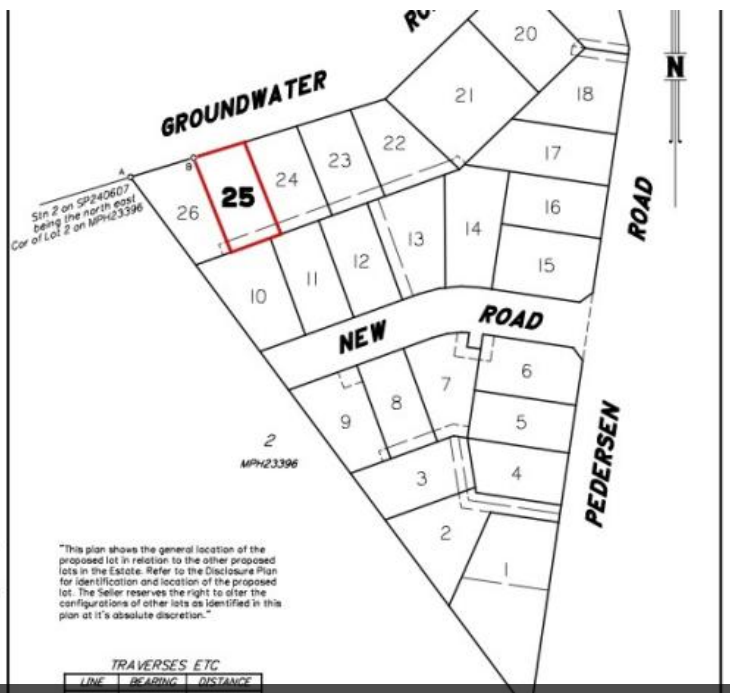 20
RO
21
18
N
GROUNDWATER
17
22
23
24
B
A
25
26
16
ROAD
Stn 2 on SP240607
being the north east
Cor of Lot 2 on MPH23396
14
13
12
11
10
15
NEW ROAD
6
7
8
9
5
PEDERSEN
2
MPH23396
3
4
2
1
"This plan shows the general location of the
proposed lot in relation to the other proposed
lots in the Estate. Refer to the Disclosure Plan
for identification and location of the proposed
lot. The Seller reserves the right to alter the
configurations of other lots as identified in this
plan at it's absolute discretion."
TRAVERSES ETC
LINE BEARING DISTANCE